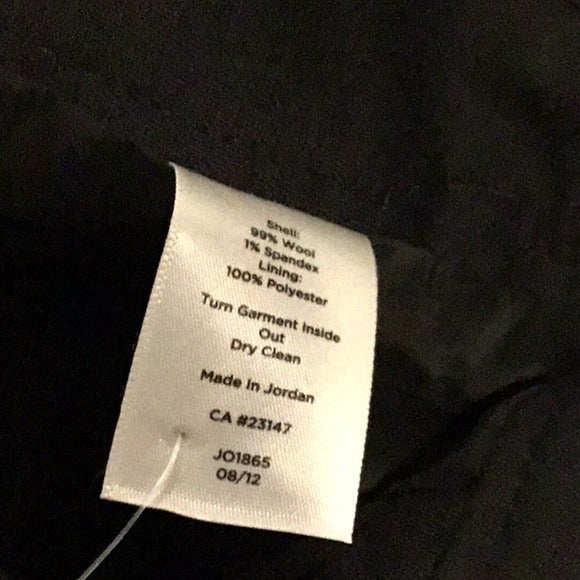 Shell:
99% Wool
1% Spandex
Lining:
100% Polyester
Turn Garment Inside
Out
Dry Clean
Made In Jordan
CA #23147
JO1865
08/12